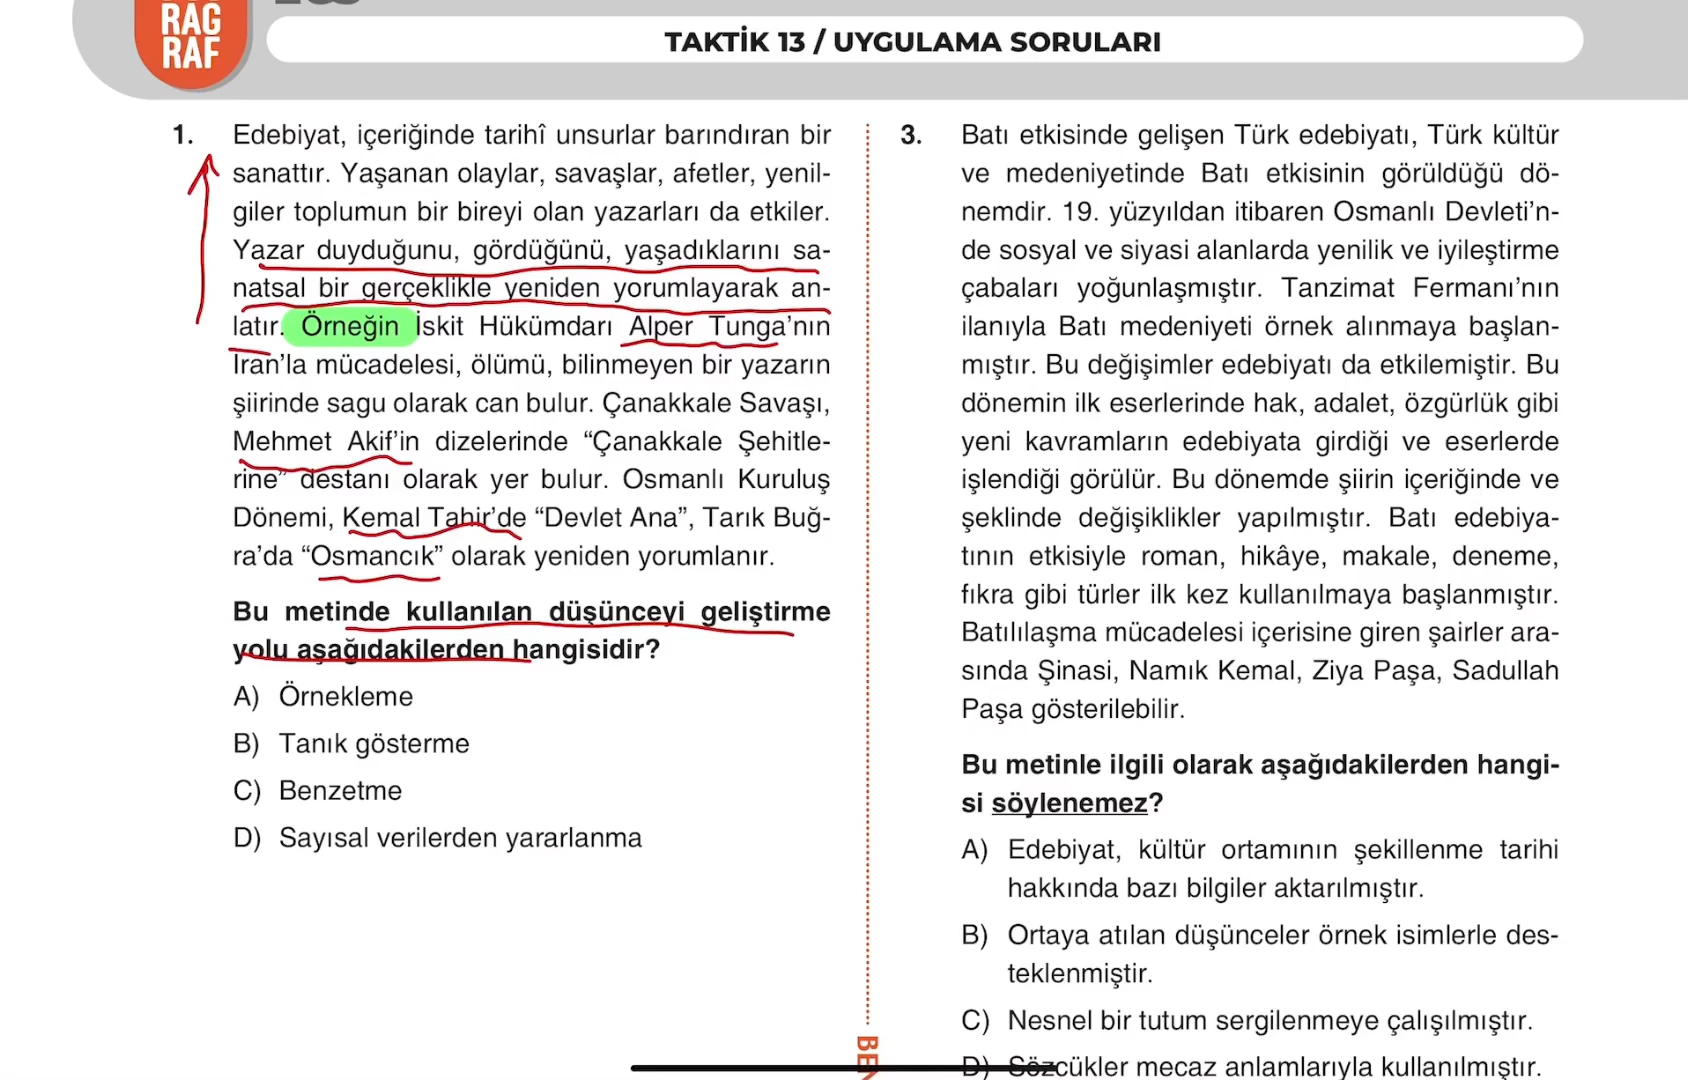 RAG
RAF
TAKTİK 13 / UYGULAMA SORULARI
1. Edebiyat, içeriğinde tarihî unsurlar barındıran bir
sanattır. Yaşanan olaylar, savaşlar, afetler, yenil-
giler toplumun bir bireyi olan yazarları da etkiler.
Yazar duyduğunu, gördüğünü, yaşadıklarını sa-
natsal bir gerçeklikle yeniden yorumlayarak an-
latır. Örneğin İskit Hükümdarı Alper Tunga’nın
İran’la mücadelesi, ölümü, bilinmeyen bir yazarın
şiirinde sagu olarak can bulur. Çanakkale Savaşı,
Mehmet Akif’in dizelerinde “Çanakkale Şehitle-
rine” destanı olarak yer bulur. Osmanlı Kuruluş
Dönemi, Kemal Tahir’de “Devlet Ana”, Tarık Buğ-
ra’da “Osmancık” olarak yeniden yorumlanır.
Bu metinde kullanılan düşünceyi geliştirme
yolu aşağıdakilerden hangisidir?
A) Örnekleme
B) Tanık gösterme
C) Benzetme
D) Sayısal verilerden yararlanma
3. Batı etkisinde gelişen Türk edebiyatı, Türk kültür
ve medeniyetinde Batı etkisinin görüldüğü dö-
nemdir. 19. yüzyıldan itibaren Osmanlı Devleti’n-
de sosyal ve siyasi alanlarda yenilik ve iyileştirme
çabaları yoğunlaşmıştır. Tanzimat Fermanı’nın
ilanıyla Batı medeniyeti örnek alınmaya başlan-
mıştır. Bu değişimler edebiyatı da etkilemiştir. Bu
dönemin ilk eserlerinde hak, adalet, özgürlük gibi
yeni kavramların edebiyata girdiği ve eserlerde
işlendiği görülür. Bu dönemde şiirin içeriğinde ve
şeklinde değişiklikler yapılmıştır. Batı edebiya-
tının etkisiyle roman, hikâye, makale, deneme,
fıkra gibi türler ilk kez kullanılmaya başlanmıştır.
Batılılaşma mücadelesi içerisine giren şairler ara-
sında Şinasi, Namık Kemal, Ziya Paşa, Sadullah
Paşa gösterilebilir.
Bu metinle ilgili olarak aşağıdakilerden hangi-
si söylenemez?
A) Edebiyat, kültür ortamının şekillenme tarihi
hakkında bazı bilgiler aktarılmıştır.
B) Ortaya atılan düşünceler örnek isimlerle des-
teklenmiştir.
C) Nesnel bir tutum sergilenmeye çalışılmıştır.
D) Sözcükler mecaz anlamlarıyla kullanılmıştır.